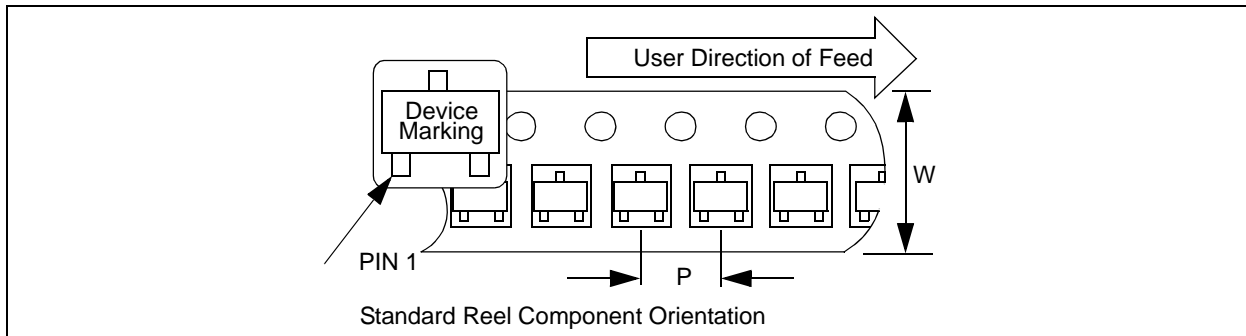 User Direction of Feed
Device
Marking
W
PIN 1
P
Standard Reel Component Orientation